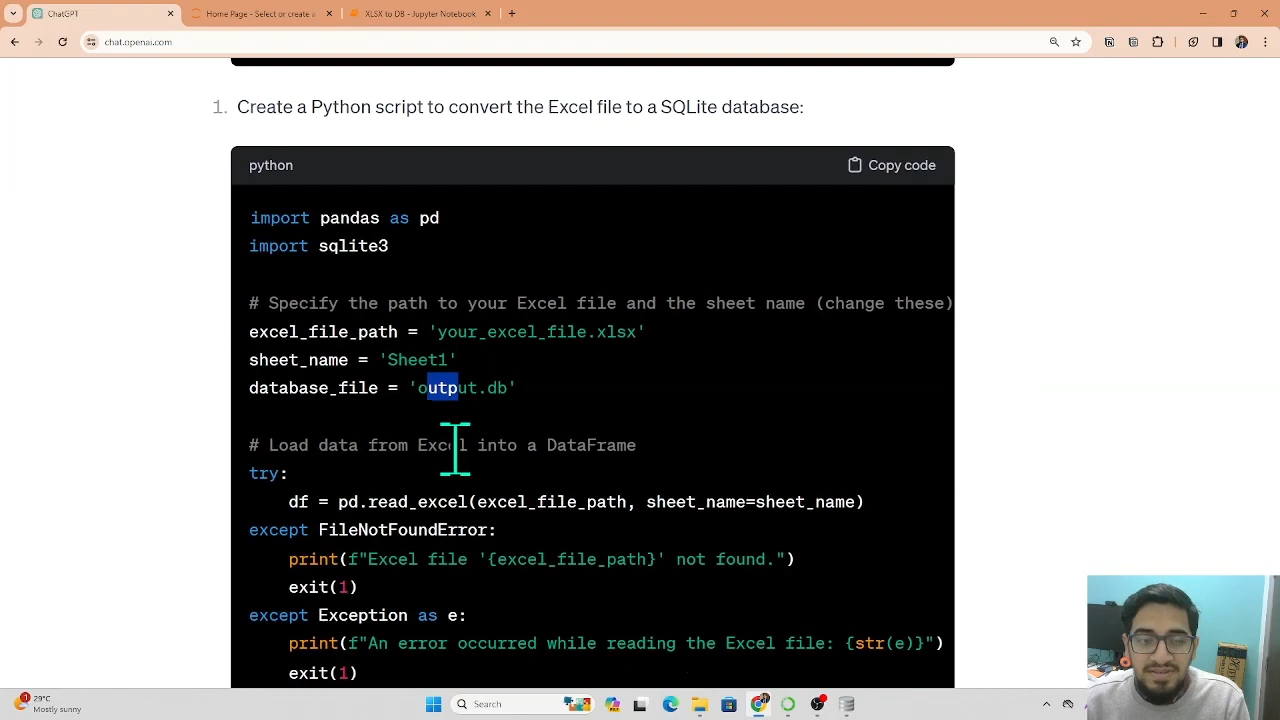 ChatGPT
Home Page - Select or create a
XLSX to DB - Jupyter Notebook
chat.openai.com
1. Create a Python script to convert the Excel file to a SQLite database:
python
Copy code
import pandas as pd
import sqlite3
# Specify the path to your Excel file and the sheet name (change these)
excel_file_path = 'your_excel_file.xlsx'
sheet_name = 'Sheet1'
database_file = 'output.db'
# Load data from Excel into a DataFrame
try:
df = pd.read_excel(excel_file_path, sheet_name=sheet_name)
except FileNotFoundError:
print(f"Excel file '{excel_file_path}' not found.")
exit(1)
except Exception as e:
print(f"An error occurred while reading the Excel file: {str(e)}")
exit(1)
1
29°C
Mostly sunny
Search